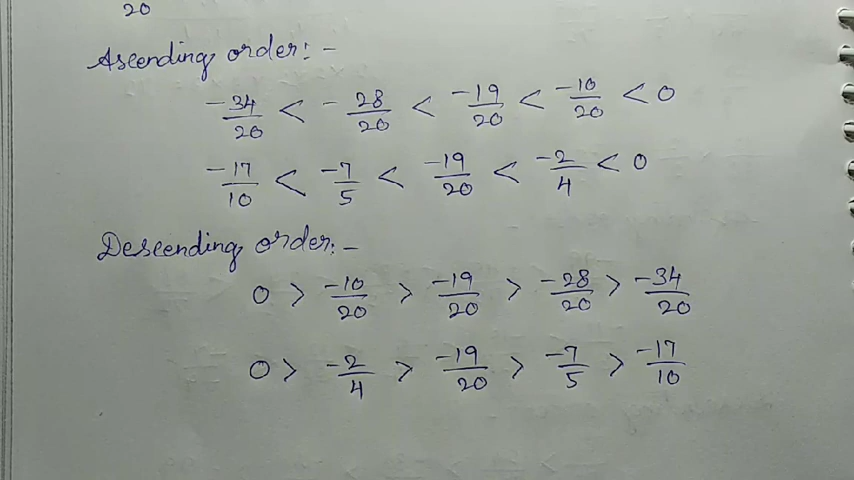 20
Ascending order:-
-34/20 < -28/20 < -19/20 < -10/20 < 0
-17/10 < -7/5 < -19/20 < -2/4 < 0
Descending order:-
0 > -10/20 > -19/20 > -28/20 > -34/20
0 > -2/4 > -19/20 > -7/5 > -17/10